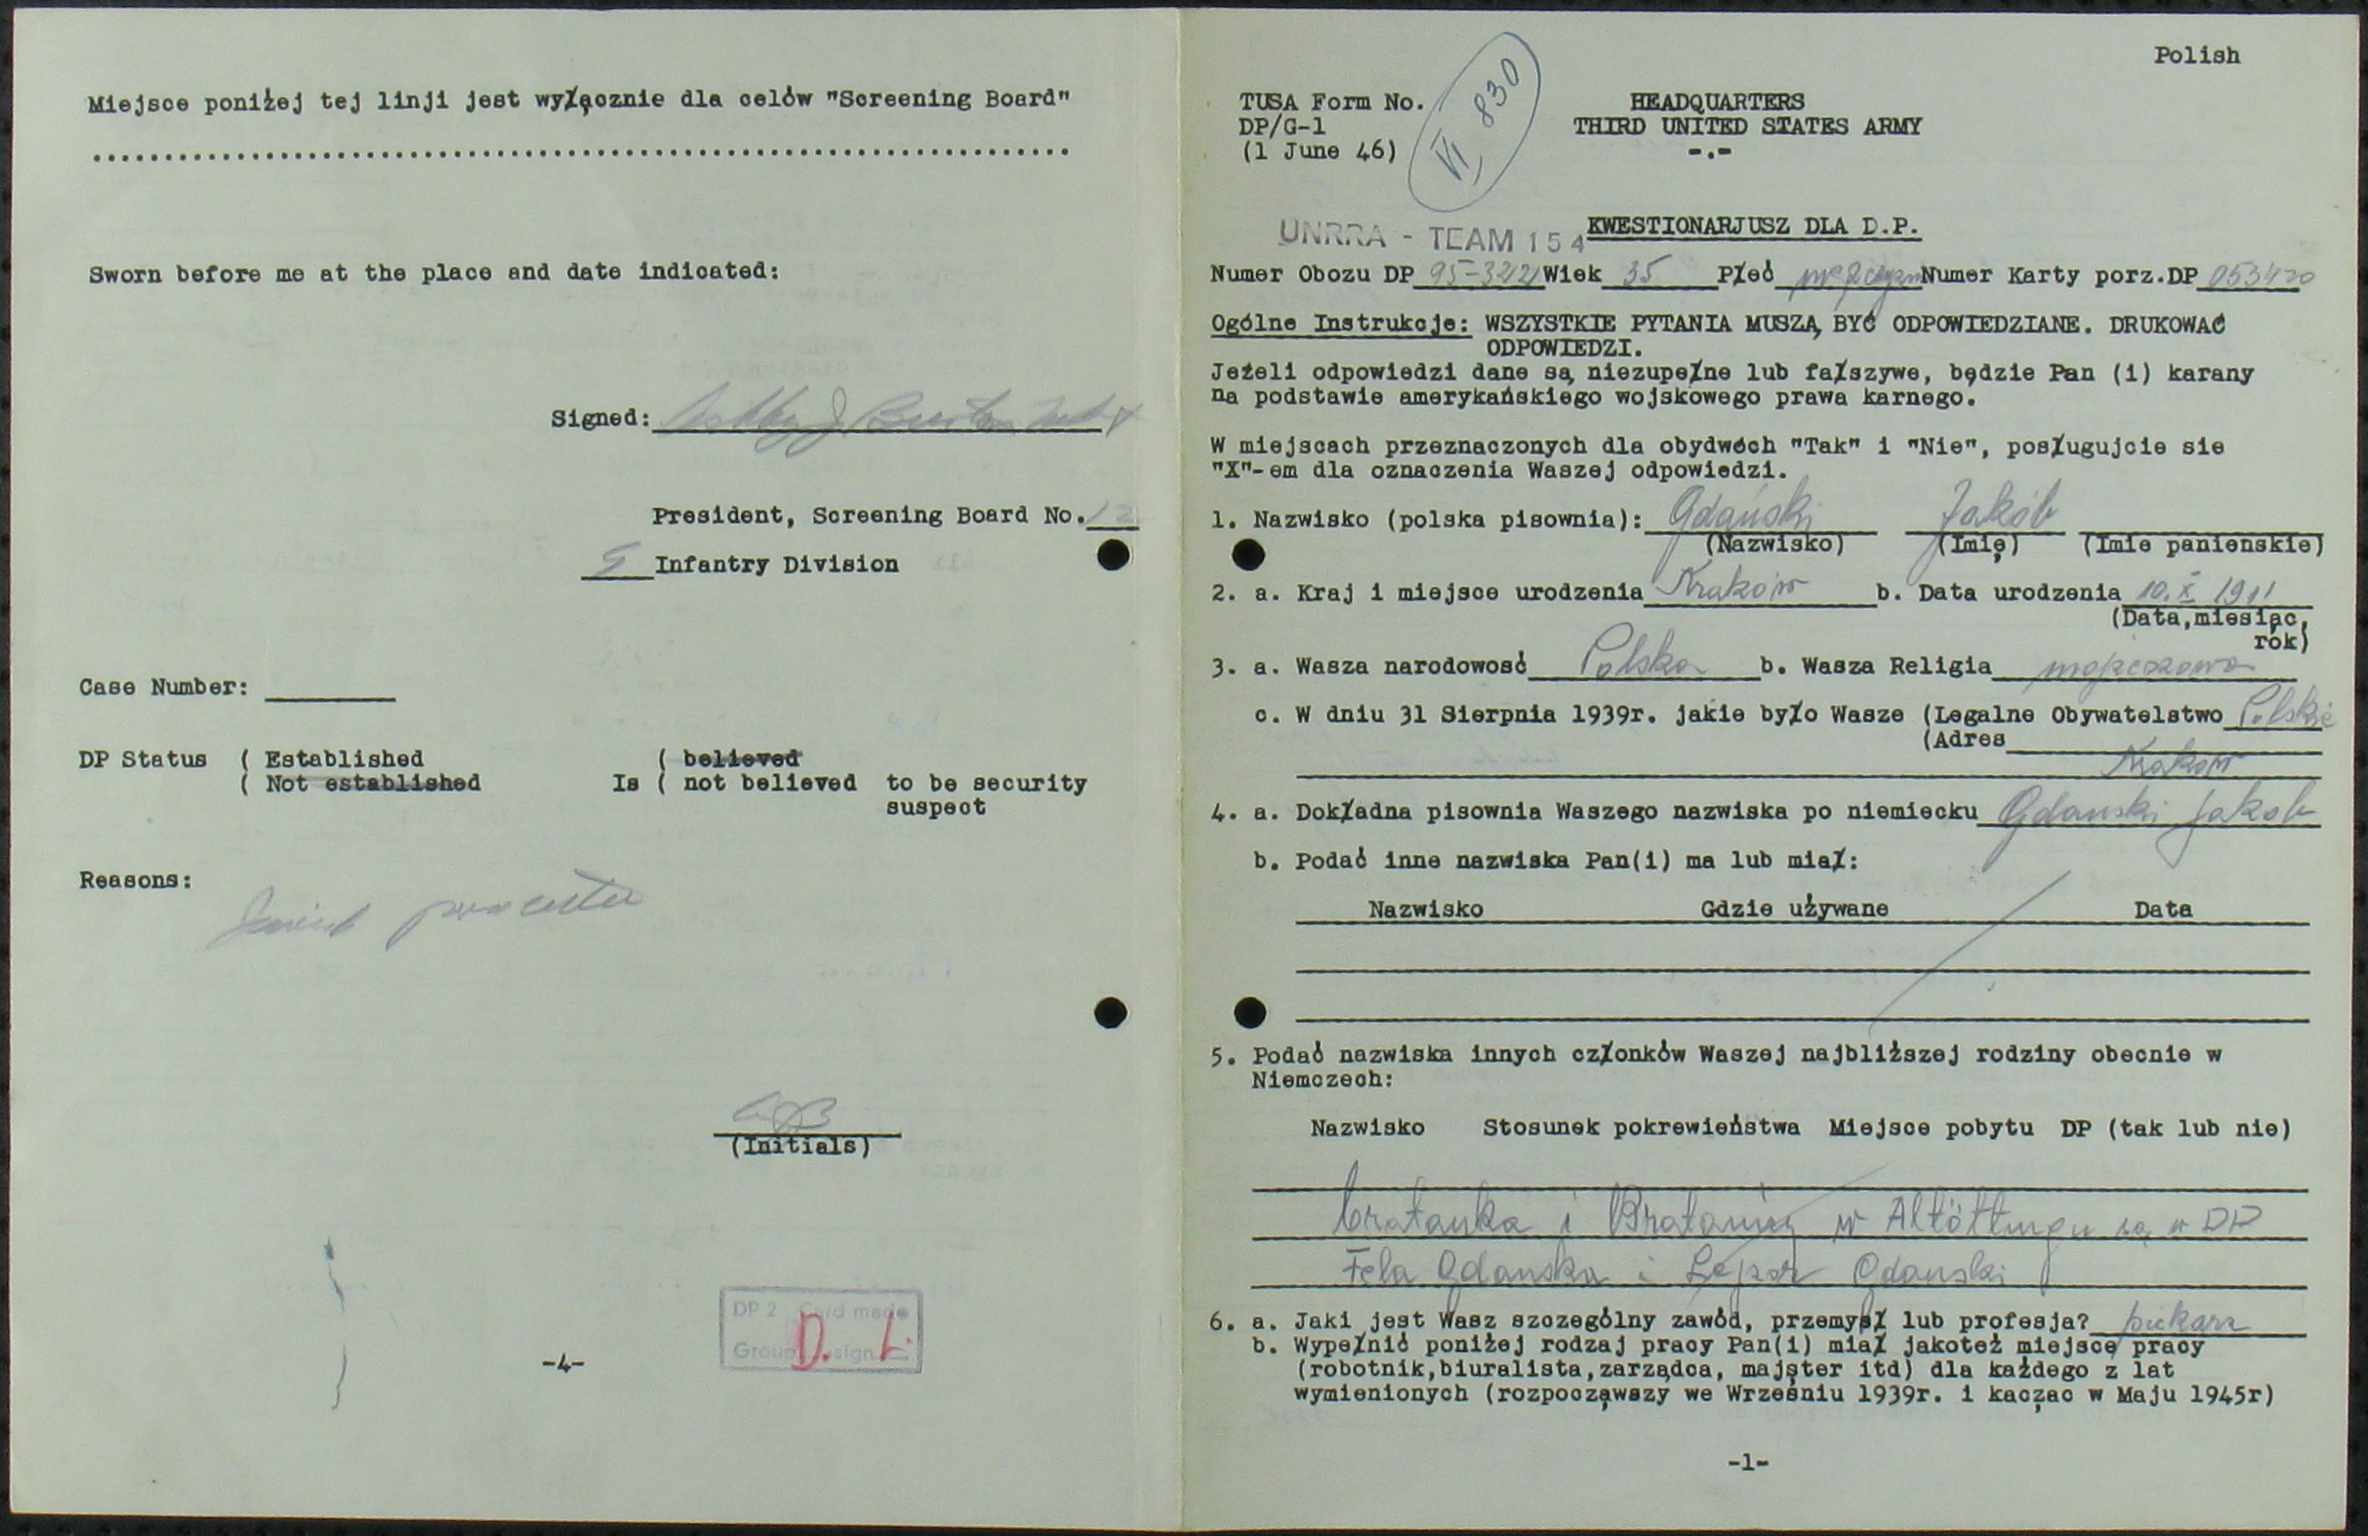 Miejsce poniżej tej linji jest wyłącznie dla celów "Screening Board"
Sworn before me at the place and date indicated:
Signed:
President, Screening Board No. 12
5 Infantry Division
Case Number:
DP Status ( Established ( believed
( Not established Is ( not believed to be security
suspect
Reasons:
(Initials)
DP 2 Card made
Group sign
D. L.
-4-
Polish
TUSA Form No. HEADQUARTERS
DP/G-1 THIRD UNITED STATES ARMY
(1 June 46) -.-
VI, 830
UNRRA - TEAM 154 KWESTIONARJUSZ DLA D.P.
Numer Obozu DP 95-322 Wiek 35 Płeć Numer Karty porz.DP 053420
Ogólne Instrukcje: WSZYSTKIE PYTANIA MUSZĄ BYĆ ODPOWIEDZIANE. DRUKOWAĆ
ODPOWIEDZI.
Jeżeli odpowiedzi dane są niezupełne lub fałszywe, będzie Pan (i) karany
na podstawie amerykańskiego wojskowego prawa karnego.
W miejscach przeznaczonych dla obydwóch "Tak" i "Nie", posługujcie sie
"X"-em dla oznaczenia Waszej odpowiedzi.
1. Nazwisko (polska pisownia): Gdański Jakób
(Nazwisko) (Imię) (Imie panienskie)
2. a. Kraj i miejsce urodzenia Kraków b. Data urodzenia 10.X 1911
(Data,miesiąc,
rok)
3. a. Wasza narodowosć Polska b. Wasza Religia mojżeszowa
c. W dniu 31 Sierpnia 1939r. jakie było Wasze (Legalne Obywatelstwo Polskie
(Adres
Kraków
4. a. Dokładna pisownia Waszego nazwiska po niemiecku Gdanski Jakob
b. Podać inne nazwiska Pan(i) ma lub miał:
Nazwisko Gdzie używane Data
5. Podać nazwiska innych członków Waszej najbliższej rodziny obecnie w
Niemczech:
Nazwisko Stosunek pokrewieństwa Miejsce pobytu DP (tak lub nie)
bratanka i Bratanicy w Altöttingu są w DP
Fela Gdanska i Lejzor Gdanski
6. a. Jaki jest Wasz szczególny zawód, przemysł lub profesja? piekarz
b. Wypełnić poniżej rodzaj pracy Pan(i) miał jakoteż miejsce pracy
(robotnik,biuralista,zarządca, majster itd) dla każdego z lat
wymienionych (rozpocząwszy we Wrześniu 1939r. i kacząc w Maju 1945r)
-1-